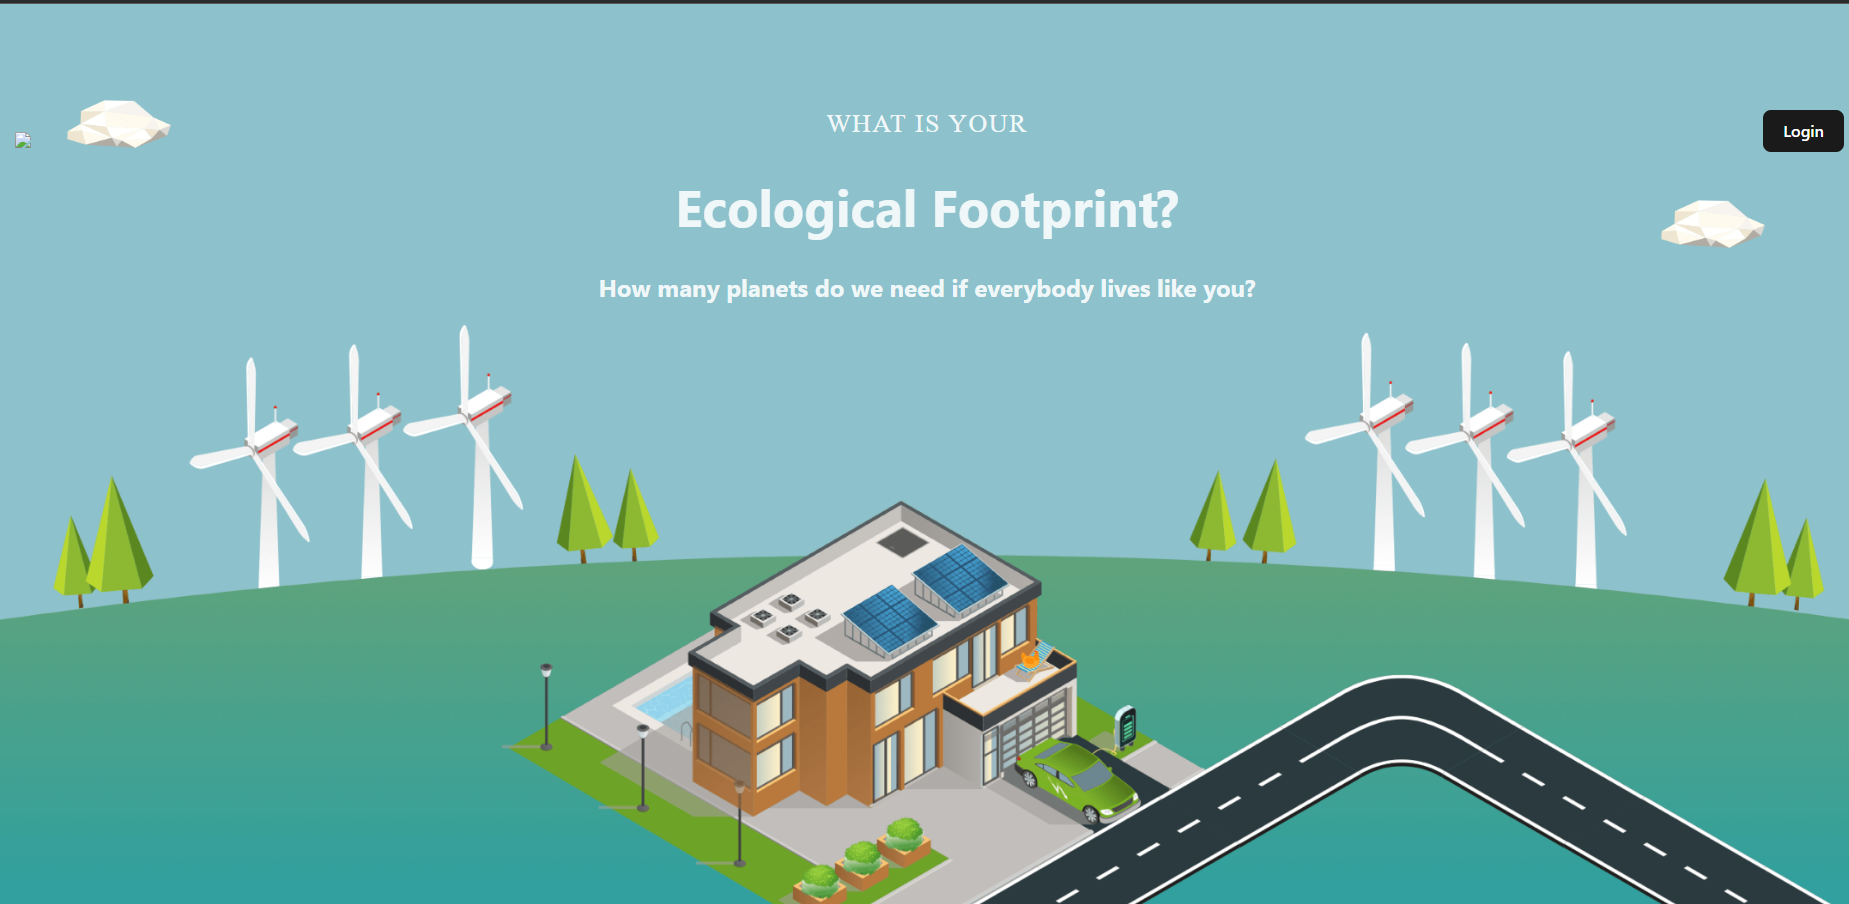 WHAT IS YOUR
Login
Ecological Footprint?
How many planets do we need if everybody lives like you?